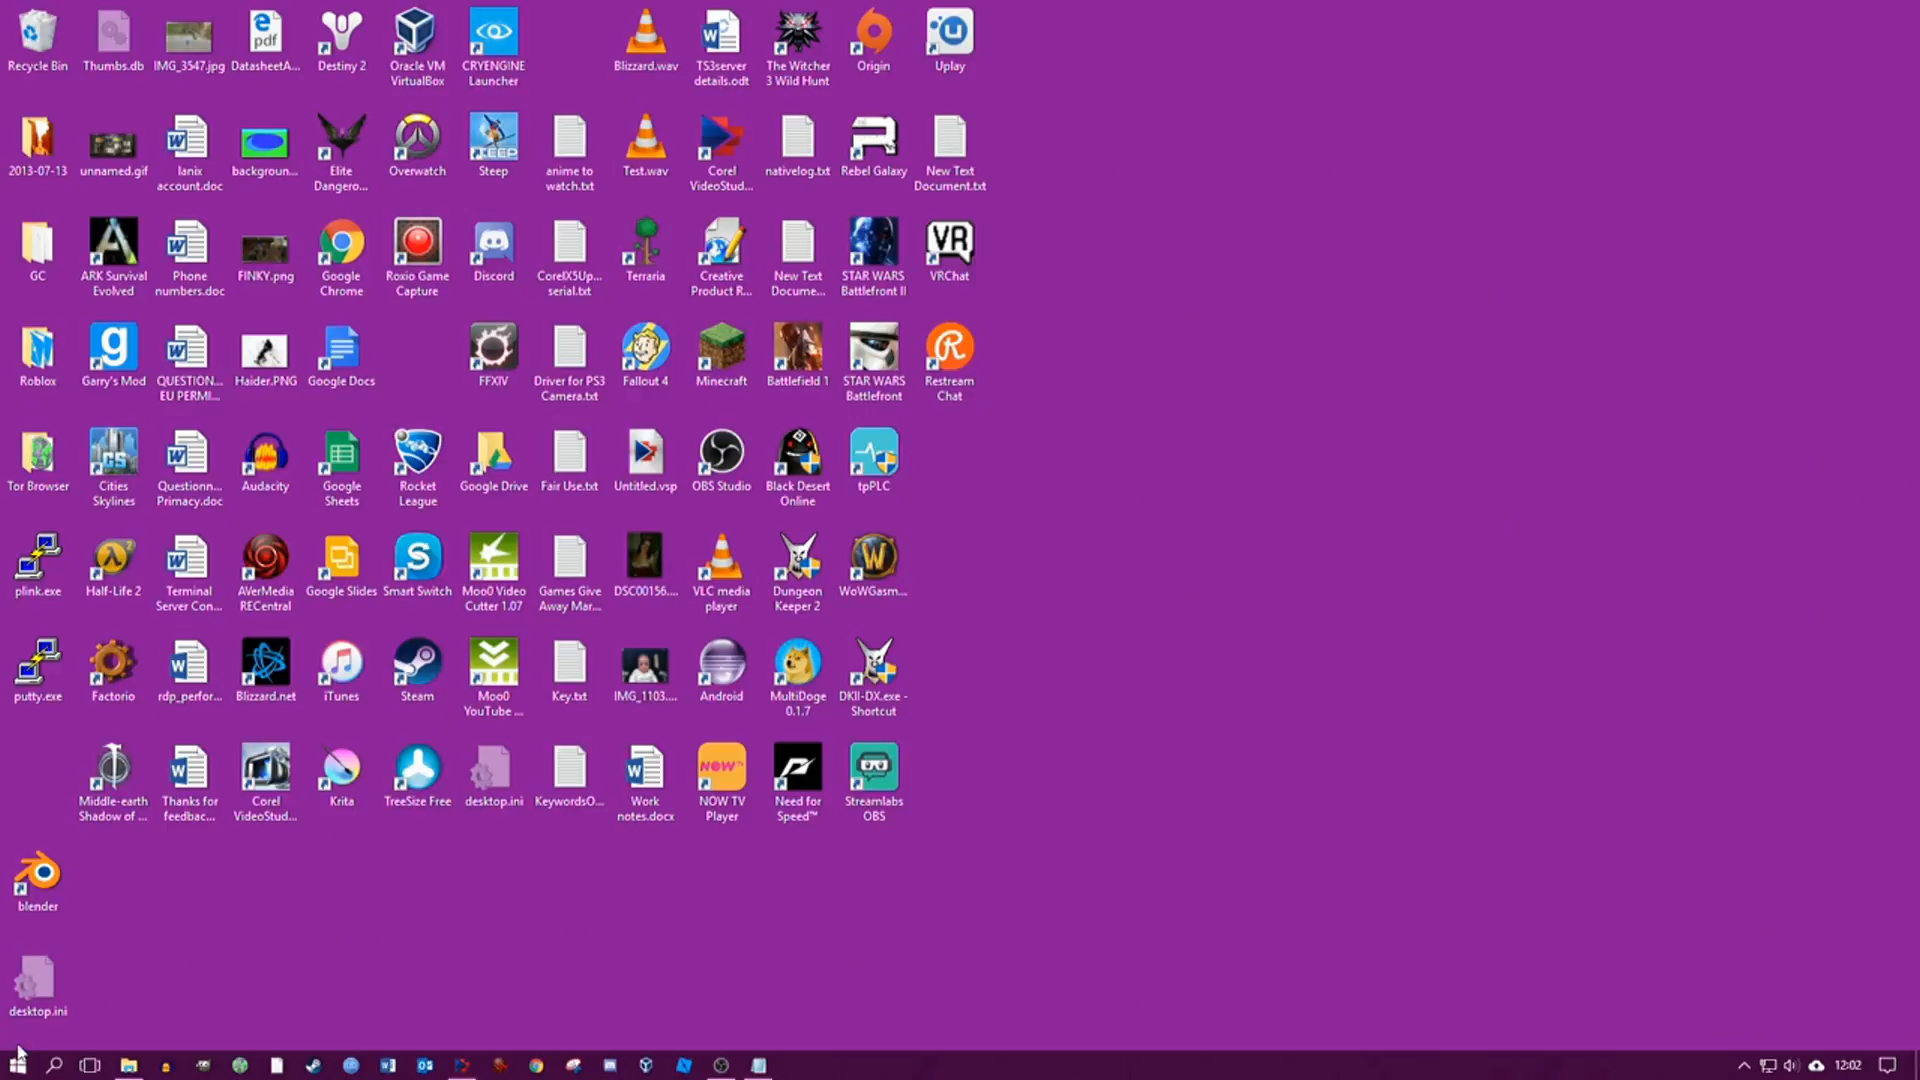 Recycle Bin
Thumbs.db
IMG_3547.jpg
DatasheetA...
Destiny 2
Oracle VM
VirtualBox
CRYENGINE
Launcher
Blizzard.wav
TS3server
details.odt
The Witcher
3 Wild Hunt
Origin
Uplay
2013-07-13
unnamed.gif
lanix
account.doc
backgroun...
Elite
Dangero...
Overwatch
Steep
anime to
watch.txt
Test.wav
Corel
VideoStud...
nativelog.txt
Rebel Galaxy
New Text
Document.txt
GC
ARK Survival
Evolved
Phone
numbers.doc
FINKY.png
Google
Chrome
Roxio Game
Capture
Discord
CorelX5Up...
serial.txt
Terraria
Creative
Product R...
New Text
Docume...
STAR WARS
Battlefront II
VRChat
Roblox
Garry's Mod
QUESTION...
EU PERMI...
Haider.PNG
Google Docs
FFXIV
Driver for PS3
Camera.txt
Fallout 4
Minecraft
Battlefield 1
STAR WARS
Battlefront
Restream
Chat
Tor Browser
Cities
Skylines
Questionn...
Primacy.doc
Audacity
Google
Sheets
Rocket
League
Google Drive
Fair Use.txt
Untitled.vsp
OBS Studio
Black Desert
Online
tpPLC
plink.exe
Half-Life 2
Terminal
Server Con...
AVerMedia
RECentral
Google Slides
Smart Switch
Moo0 Video
Cutter 1.07
Games Give
Away Mar...
DSC00156....
VLC media
player
Dungeon
Keeper 2
WoWGasm...
putty.exe
Factorio
rdp_perfor...
Blizzard.net
iTunes
Steam
Moo0
YouTube ...
Key.txt
IMG_1103....
Android
MultiDoge
0.1.7
DKII-DX.exe -
Shortcut
Middle-earth
Shadow of ...
Thanks for
feedbac...
Corel
VideoStud...
Krita
TreeSize Free
desktop.ini
KeywordsO...
Work
notes.docx
NOW TV
Player
Need for
Speed™
Streamlabs
OBS
blender
desktop.ini
12:02